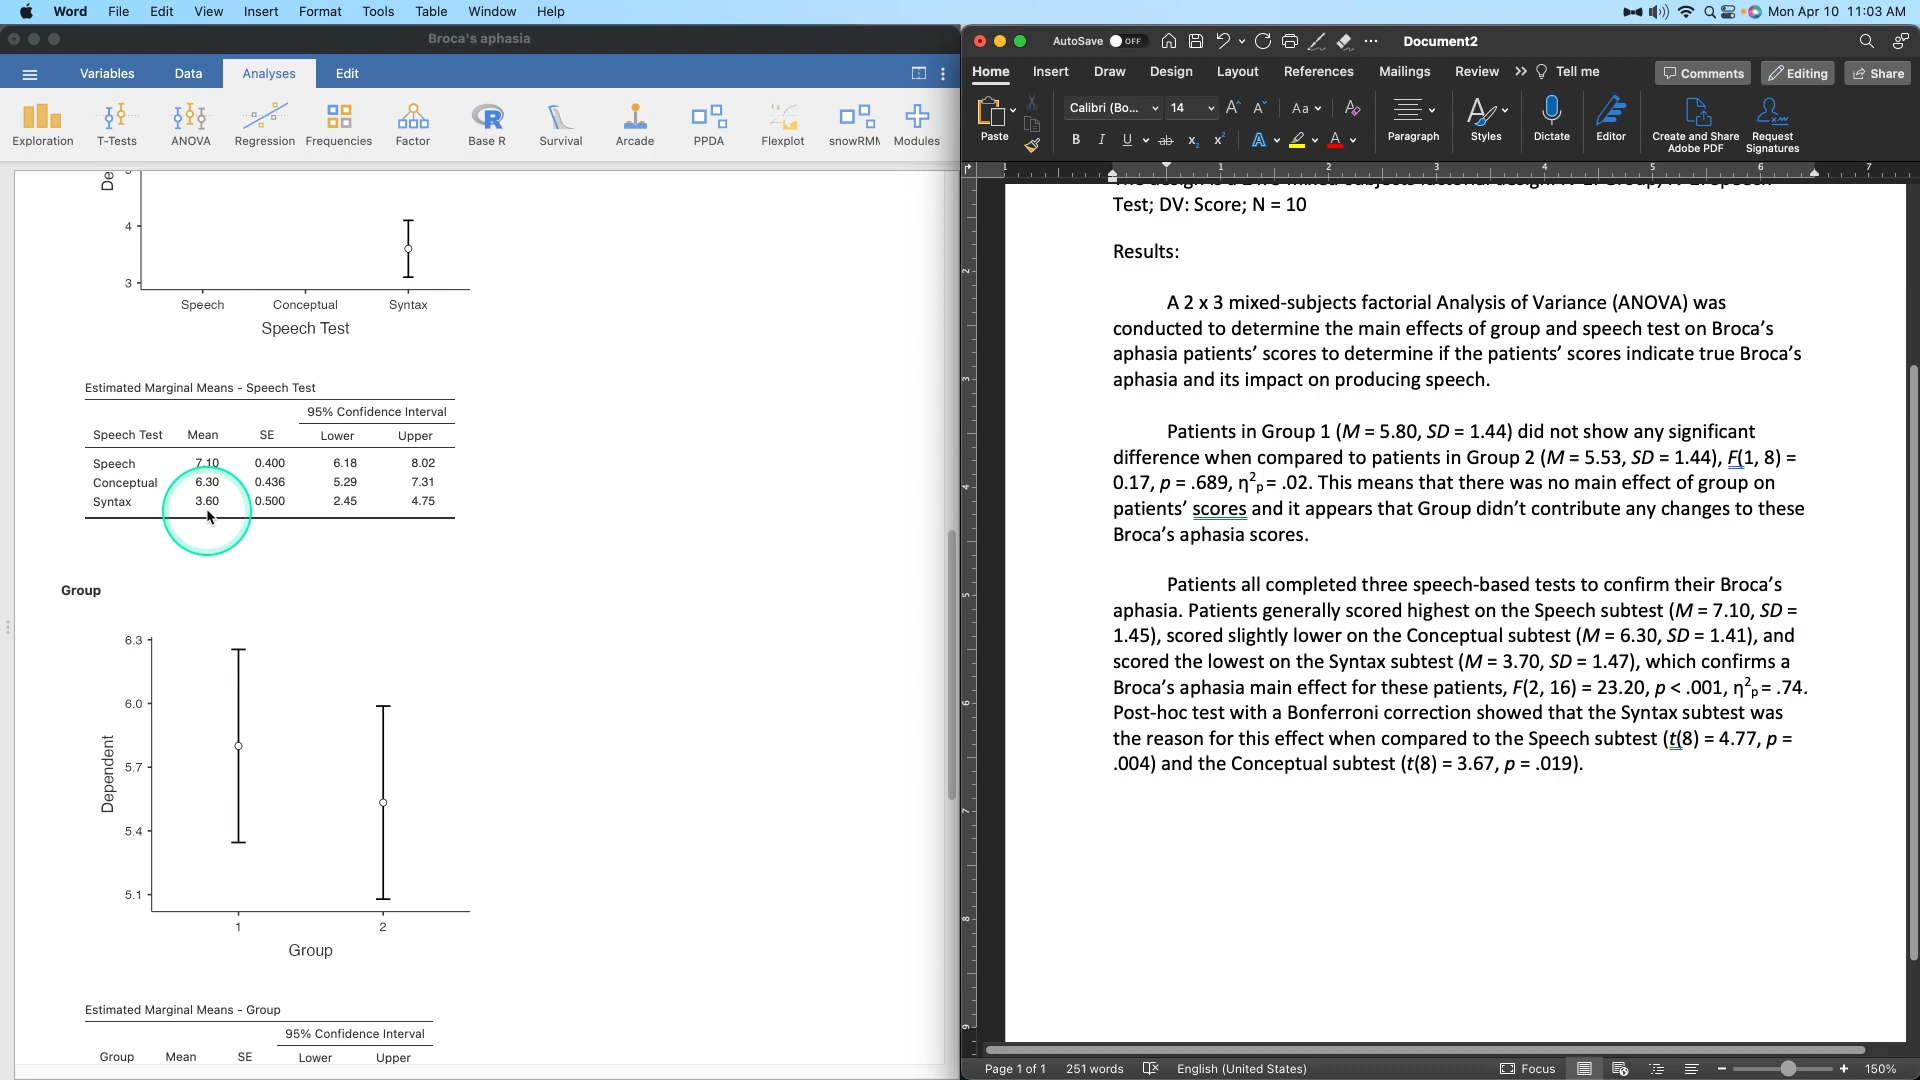 Word File Edit View Insert Format Tools Table Window Help
Mon Apr 10 11:03 AM
Broca's aphasia
Variables Data Analyses Edit
Exploration T-Tests ANOVA Regression Frequencies Factor Base R Survival Arcade PPDA Flexplot snowRMM Modules
4
3
Speech Conceptual Syntax
Speech Test
Estimated Marginal Means - Speech Test
95% Confidence Interval
Speech Test Mean SE Lower Upper
Speech 7.10 0.400 6.18 8.02
Conceptual 6.30 0.436 5.29 7.31
Syntax 3.60 0.500 2.45 4.75
Group
6.3
6.0
5.7
5.4
5.1
Dependent
1 2
Group
Estimated Marginal Means - Group
95% Confidence Interval
Group Mean SE Lower Upper
AutoSave OFF
Document2
Home Insert Draw Design Layout References Mailings Review Tell me
Comments Editing Share
Paste
Calibri (Bo... 14
Paragraph Styles Dictate Editor
Create and Share Adobe PDF
Request Signatures
Test; DV: Score; N = 10
Results:
A 2 x 3 mixed-subjects factorial Analysis of Variance (ANOVA) was
conducted to determine the main effects of group and speech test on Broca’s
aphasia patients’ scores to determine if the patients’ scores indicate true Broca’s
aphasia and its impact on producing speech.
Patients in Group 1 (M = 5.80, SD = 1.44) did not show any significant
difference when compared to patients in Group 2 (M = 5.53, SD = 1.44), F(1, 8) =
0.17, p = .689, η²ₚ= .02. This means that there was no main effect of group on
patients’ scores and it appears that Group didn’t contribute any changes to these
Broca’s aphasia scores.
Patients all completed three speech-based tests to confirm their Broca’s
aphasia. Patients generally scored highest on the Speech subtest (M = 7.10, SD =
1.45), scored slightly lower on the Conceptual subtest (M = 6.30, SD = 1.41), and
scored the lowest on the Syntax subtest (M = 3.70, SD = 1.47), which confirms a
Broca’s aphasia main effect for these patients, F(2, 16) = 23.20, p < .001, η²ₚ= .74.
Post-hoc test with a Bonferroni correction showed that the Syntax subtest was
the reason for this effect when compared to the Speech subtest (t(8) = 4.77, p =
.004) and the Conceptual subtest (t(8) = 3.67, p = .019).
Page 1 of 1 251 words English (United States) Focus 150%